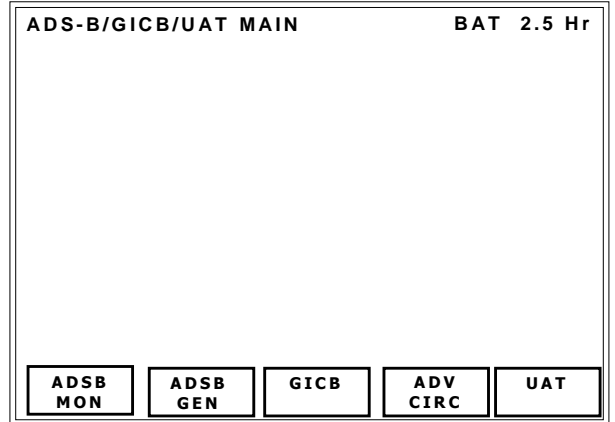 ADS-B/GICB/UAT MAIN BAT 2.5 Hr
ADSB MON
ADSB GEN
GICB
ADV CIRC
UAT